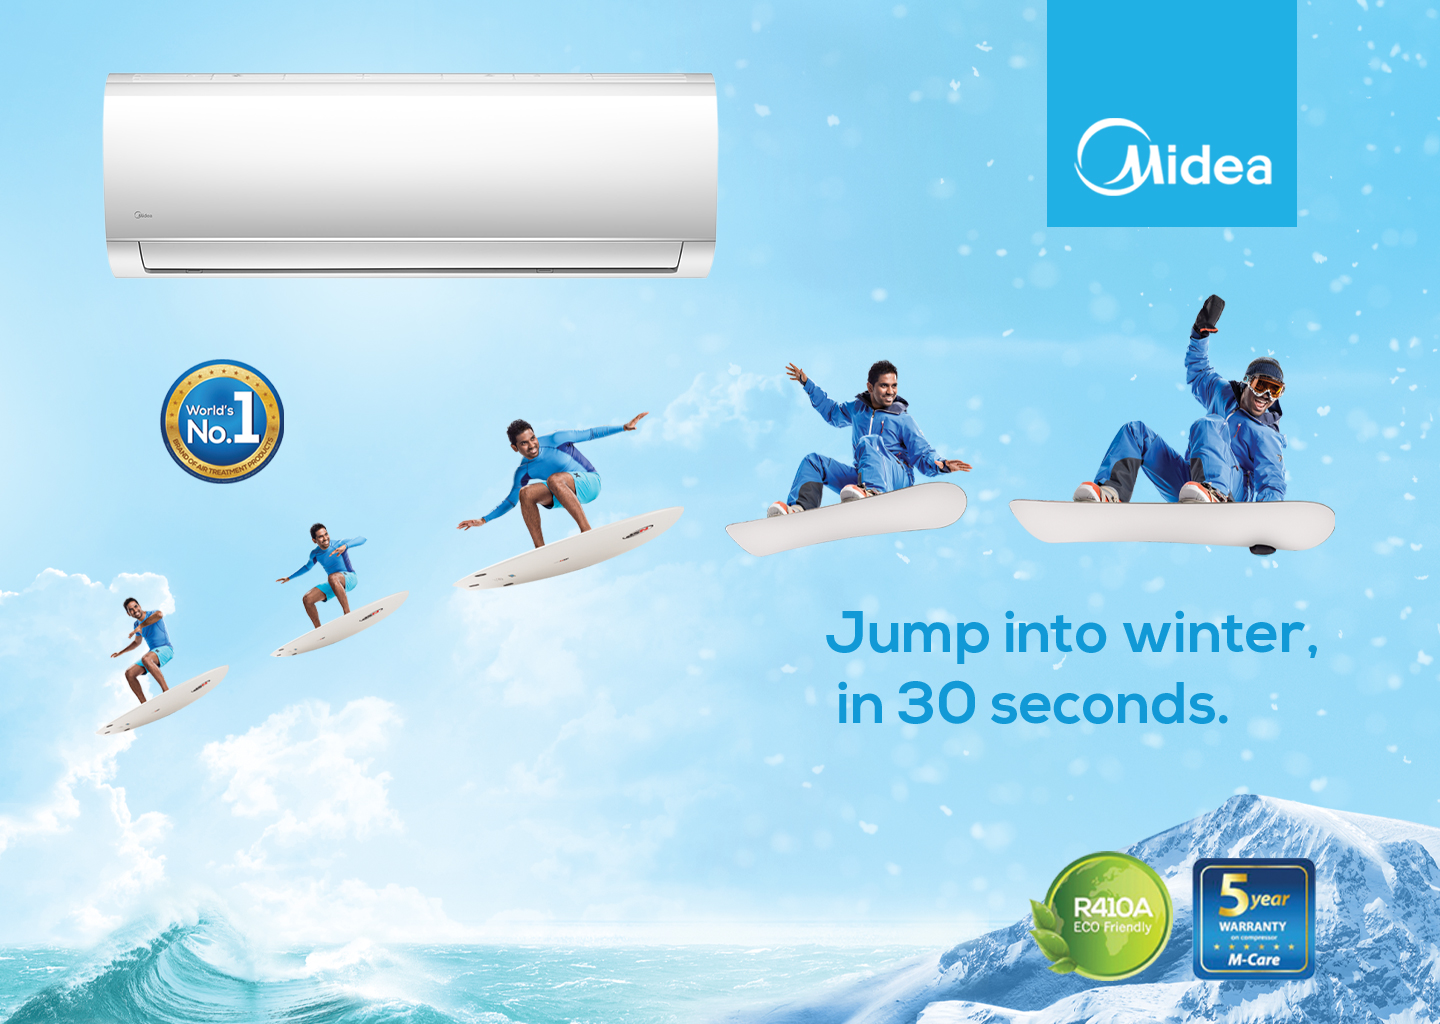 Midea
Midea
World's
No.1
BRAND OF AIR TREATMENT PRODUCTS
Jump into winter,
in 30 seconds.
R410A
ECO Friendly
5 year
WARRANTY
on compressor
M-Care